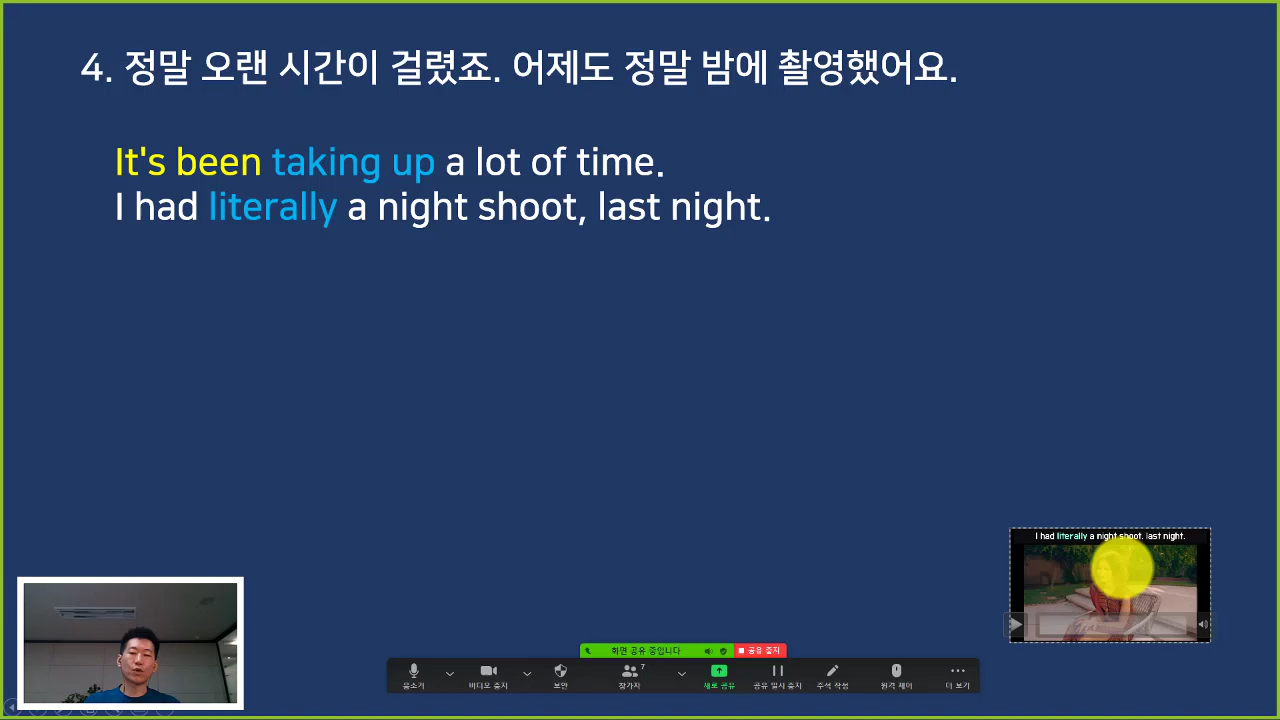 4. 정말 오랜 시간이 걸렸죠. 어제도 정말 밤에 촬영했어요.
It's been taking up a lot of time.
I had literally a night shoot, last night.
I had literally a night shoot, last night.
화면 공유 중입니다 공유 중지
7
음소거 비디오 중지 보안 참가자 새로 공유 공유 일시 중지 주석 작성 원격 제어 더 보기